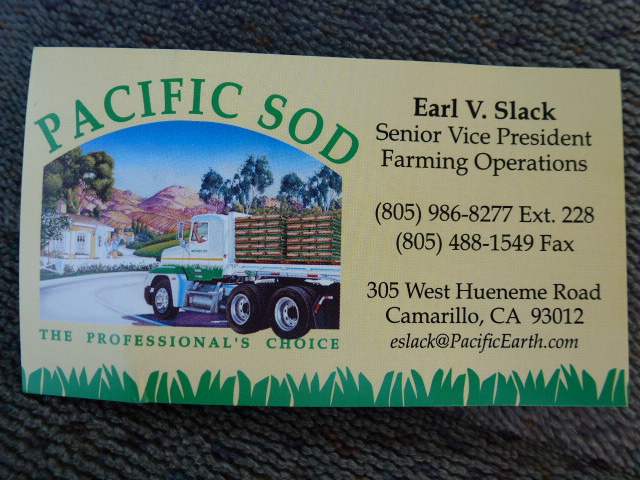 PACIFIC SOD
THE PROFESSIONAL'S CHOICE
Earl V. Slack
Senior Vice President
Farming Operations
(805) 986-8277 Ext. 228
(805) 488-1549 Fax
305 West Hueneme Road
Camarillo, CA 93012
eslack@PacificEarth.com